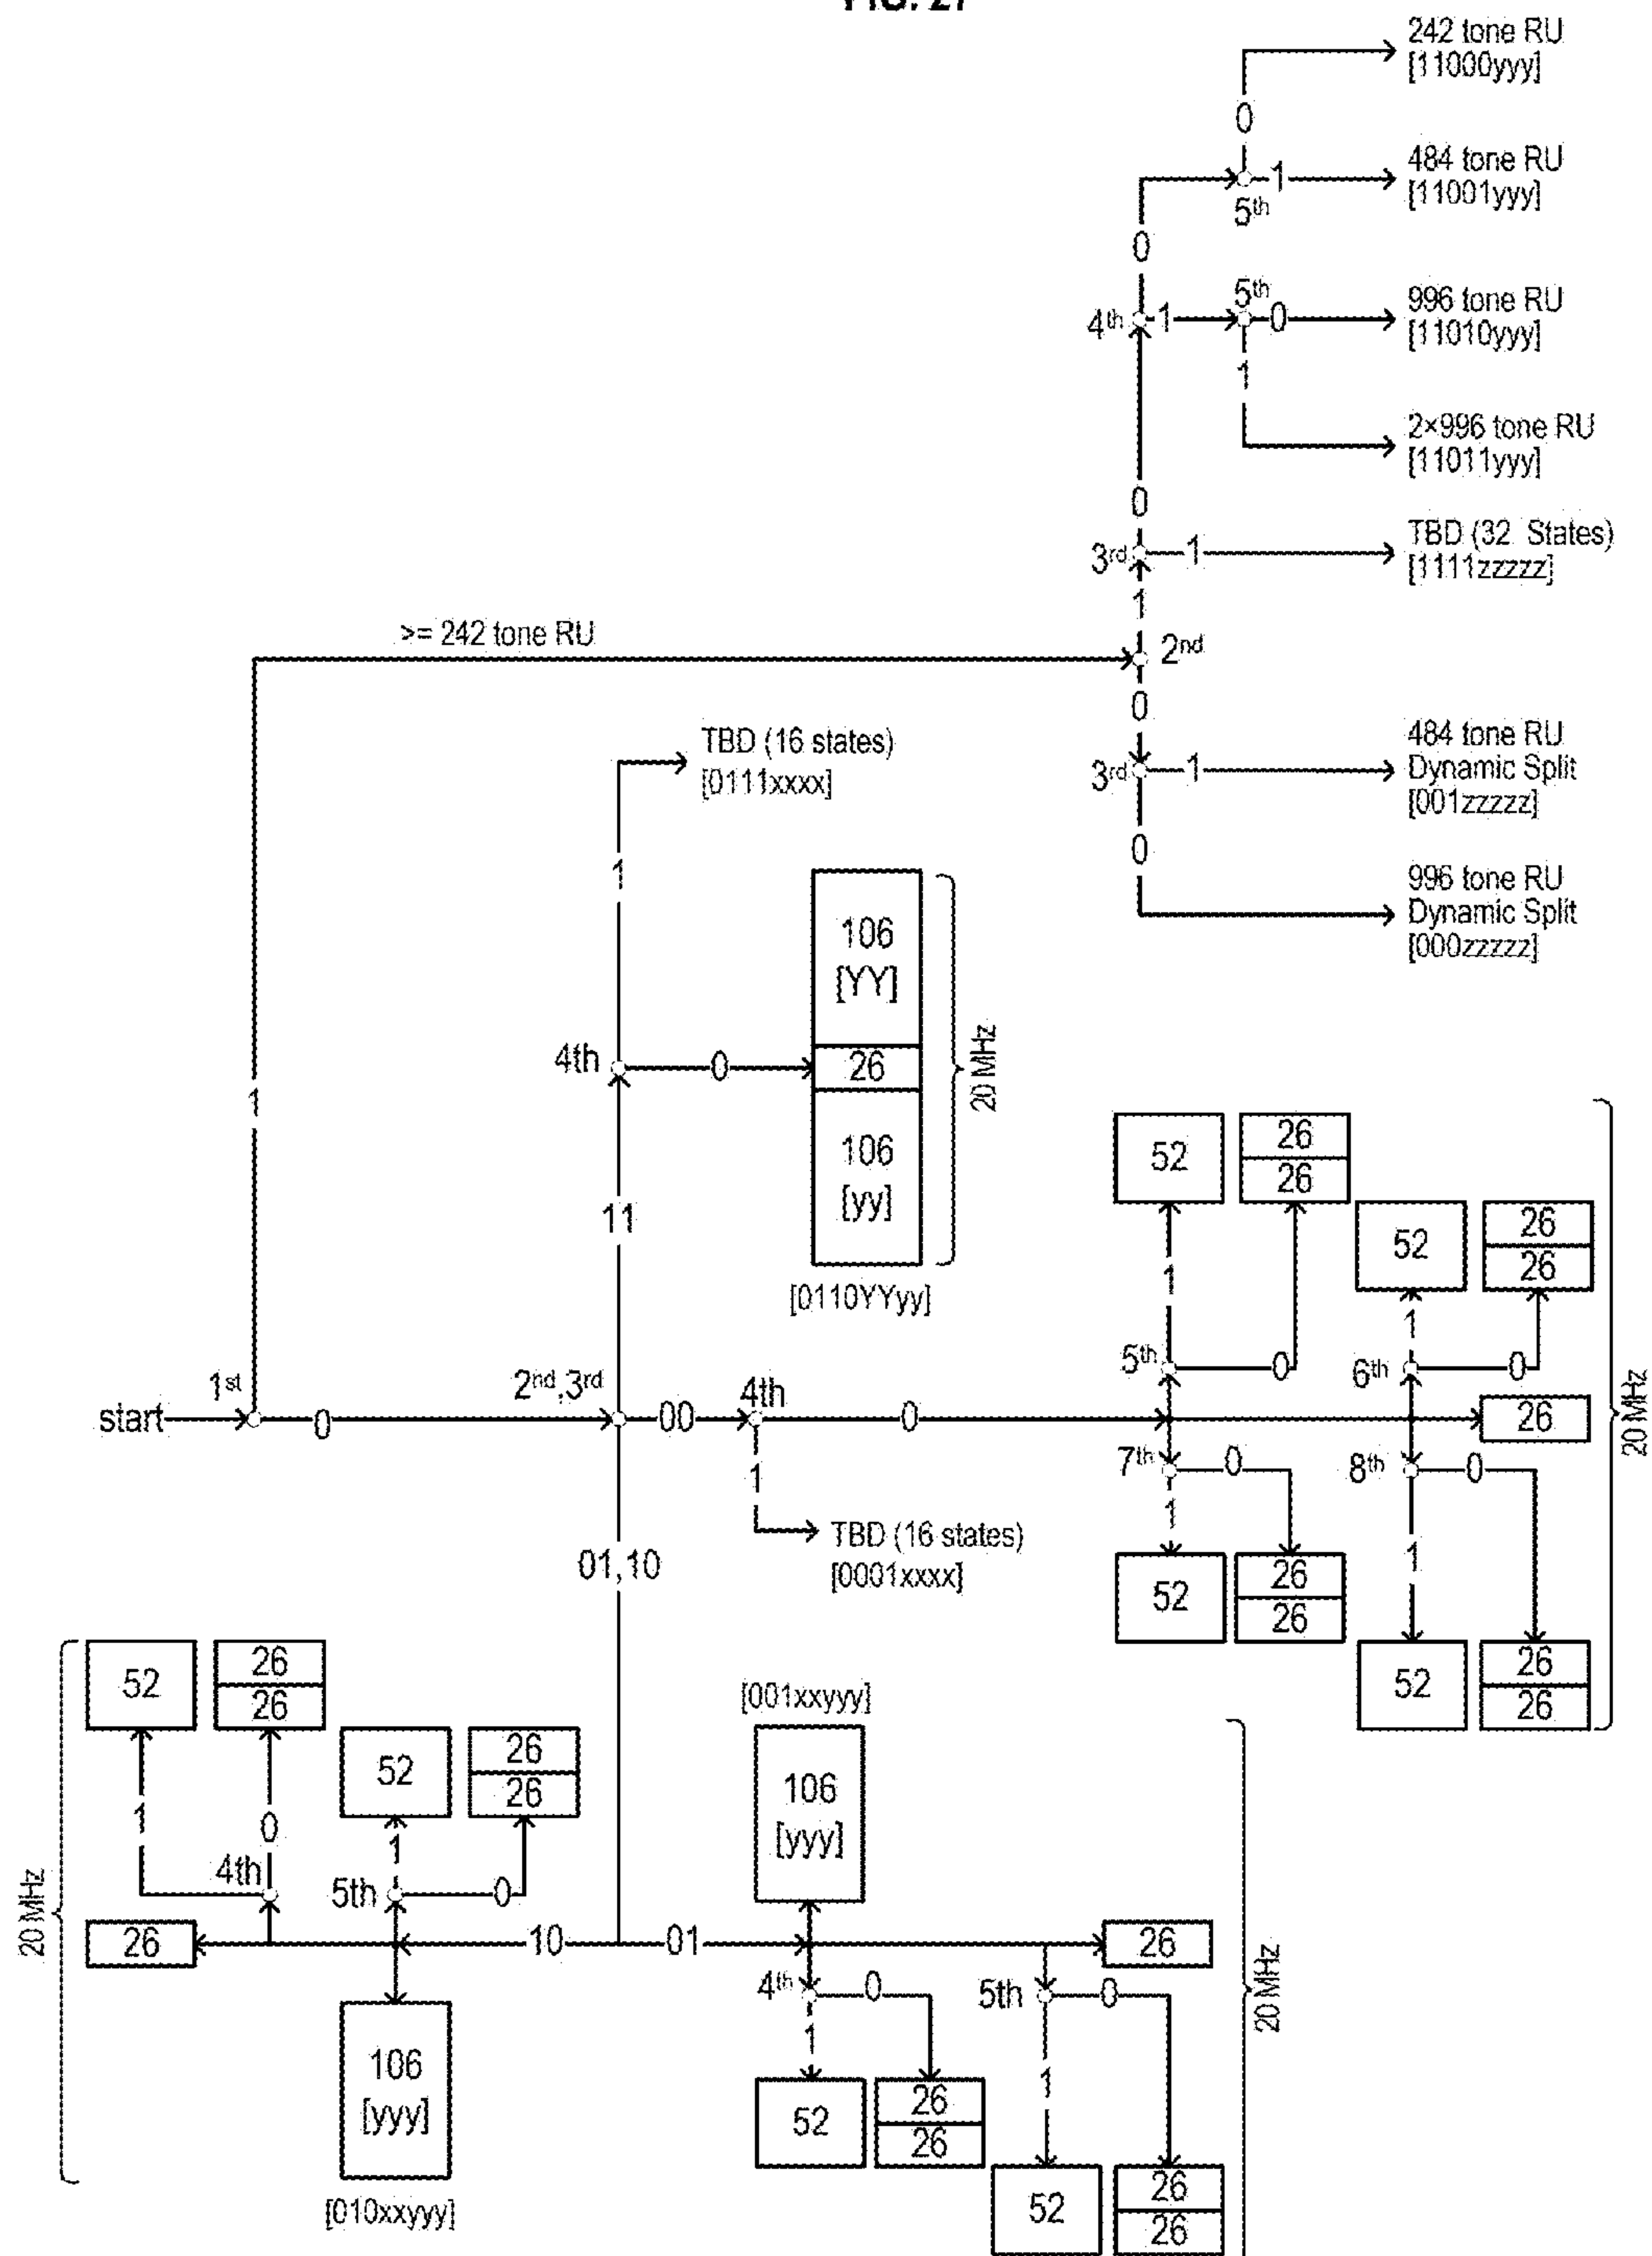 FIG. 27
242 tone RU
[11000yyy]
0
484 tone RU
[11001yyy]
1
5th
0
5th
996 tone RU
[11010yyy]
4th
1
0
1
2×996 tone RU
[11011yyy]
0
TBD (32 States)
[1111zzzzz]
3rd
1
1
>= 242 tone RU
2nd
0
TBD (16 states)
[0111xxxx]
484 tone RU
Dynamic Split
[001zzzzz]
3rd
1
0
1
996 tone RU
Dynamic Split
[000zzzzz]
106
[YY]
4th
0
26
20 MHz
1
106
[yy]
52
26
26
11
52
26
26
[0110YYyy]
1
1
5th
0
6th
0
1st
2nd,3rd
4th
start
0
00
0
26
20 MHz
7th
0
8th
0
1
1
1
TBD (16 states)
[0001xxxx]
01,10
52
26
26
52
26
26
52
26
26
[001xxyyy]
52
26
26
106
[yyy]
1
0
1
4th
5th
0
20 MHz
26
10
01
26
4th
0
5th
0
20 MHz
1
1
106
[yyy]
52
26
26
52
26
26
[010xxyyy]